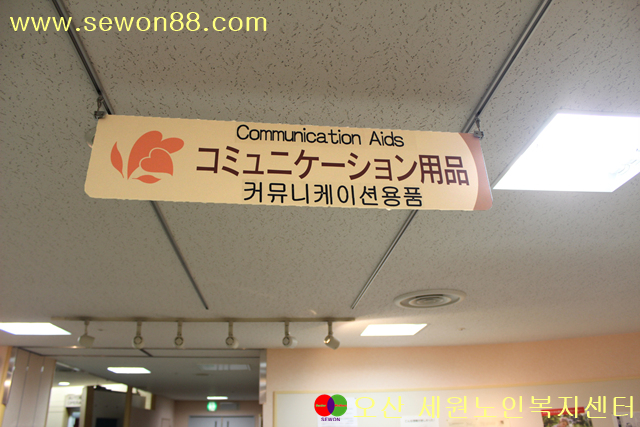 www.sewon88.com
Communication Aids
コミュニケーション用品
커뮤니케이션용품
SEWON
오산 세원노인복지센터